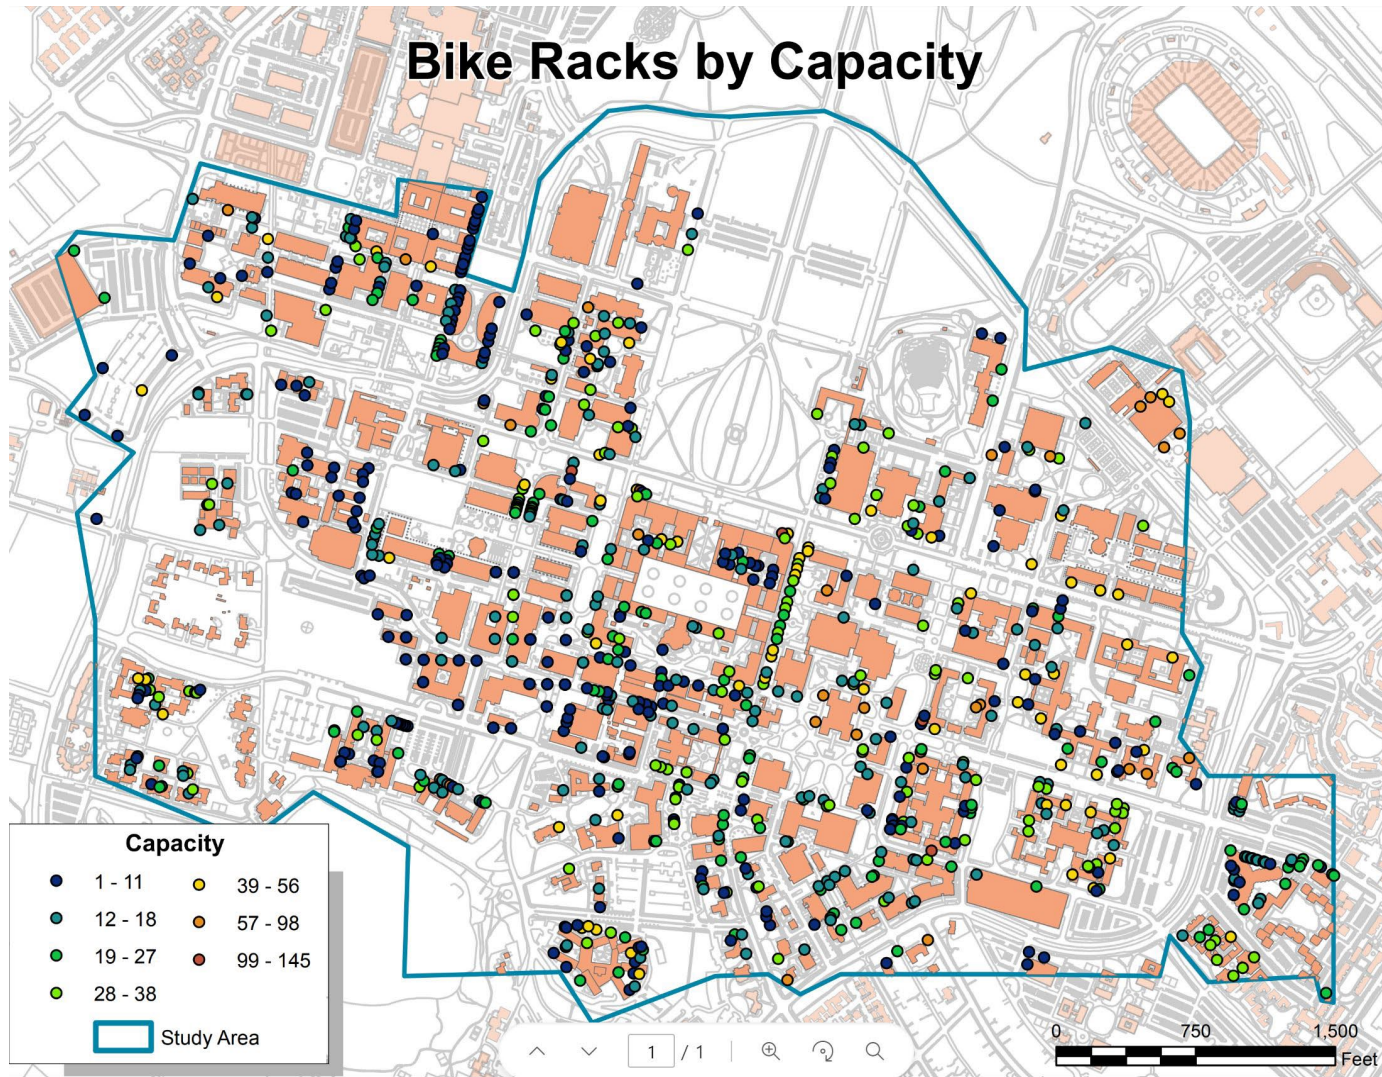 Bike Racks by Capacity
Capacity
1 - 11
12 - 18
19 - 27
28 - 38
39 - 56
57 - 98
99 - 145
Study Area
1 / 1
0 750 1,500
Feet